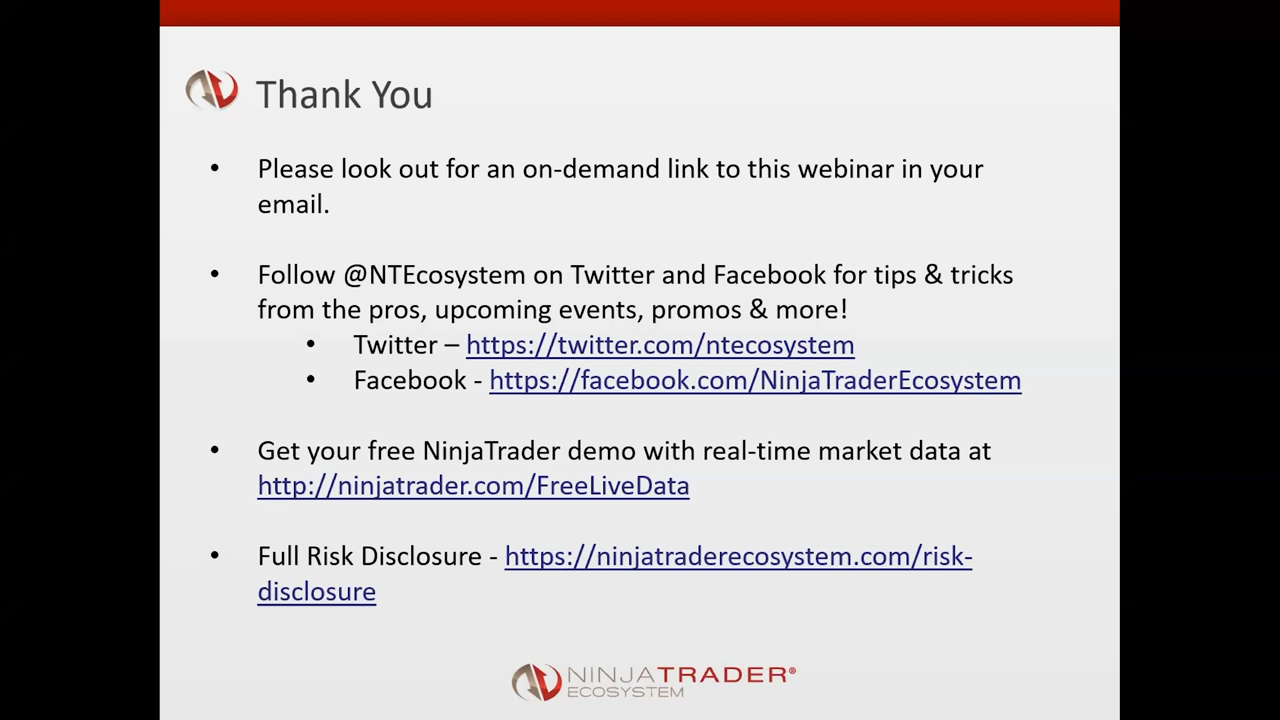 Thank You
• Please look out for an on-demand link to this webinar in your
email.
• Follow @NTEcosystem on Twitter and Facebook for tips & tricks
from the pros, upcoming events, promos & more!
• Twitter – https://twitter.com/ntecosystem
• Facebook - https://facebook.com/NinjaTraderEcosystem
• Get your free NinjaTrader demo with real-time market data at
http://ninjatrader.com/FreeLiveData
• Full Risk Disclosure - https://ninjatraderecosystem.com/risk-
disclosure
NINJATRADER®
ECOSYSTEM